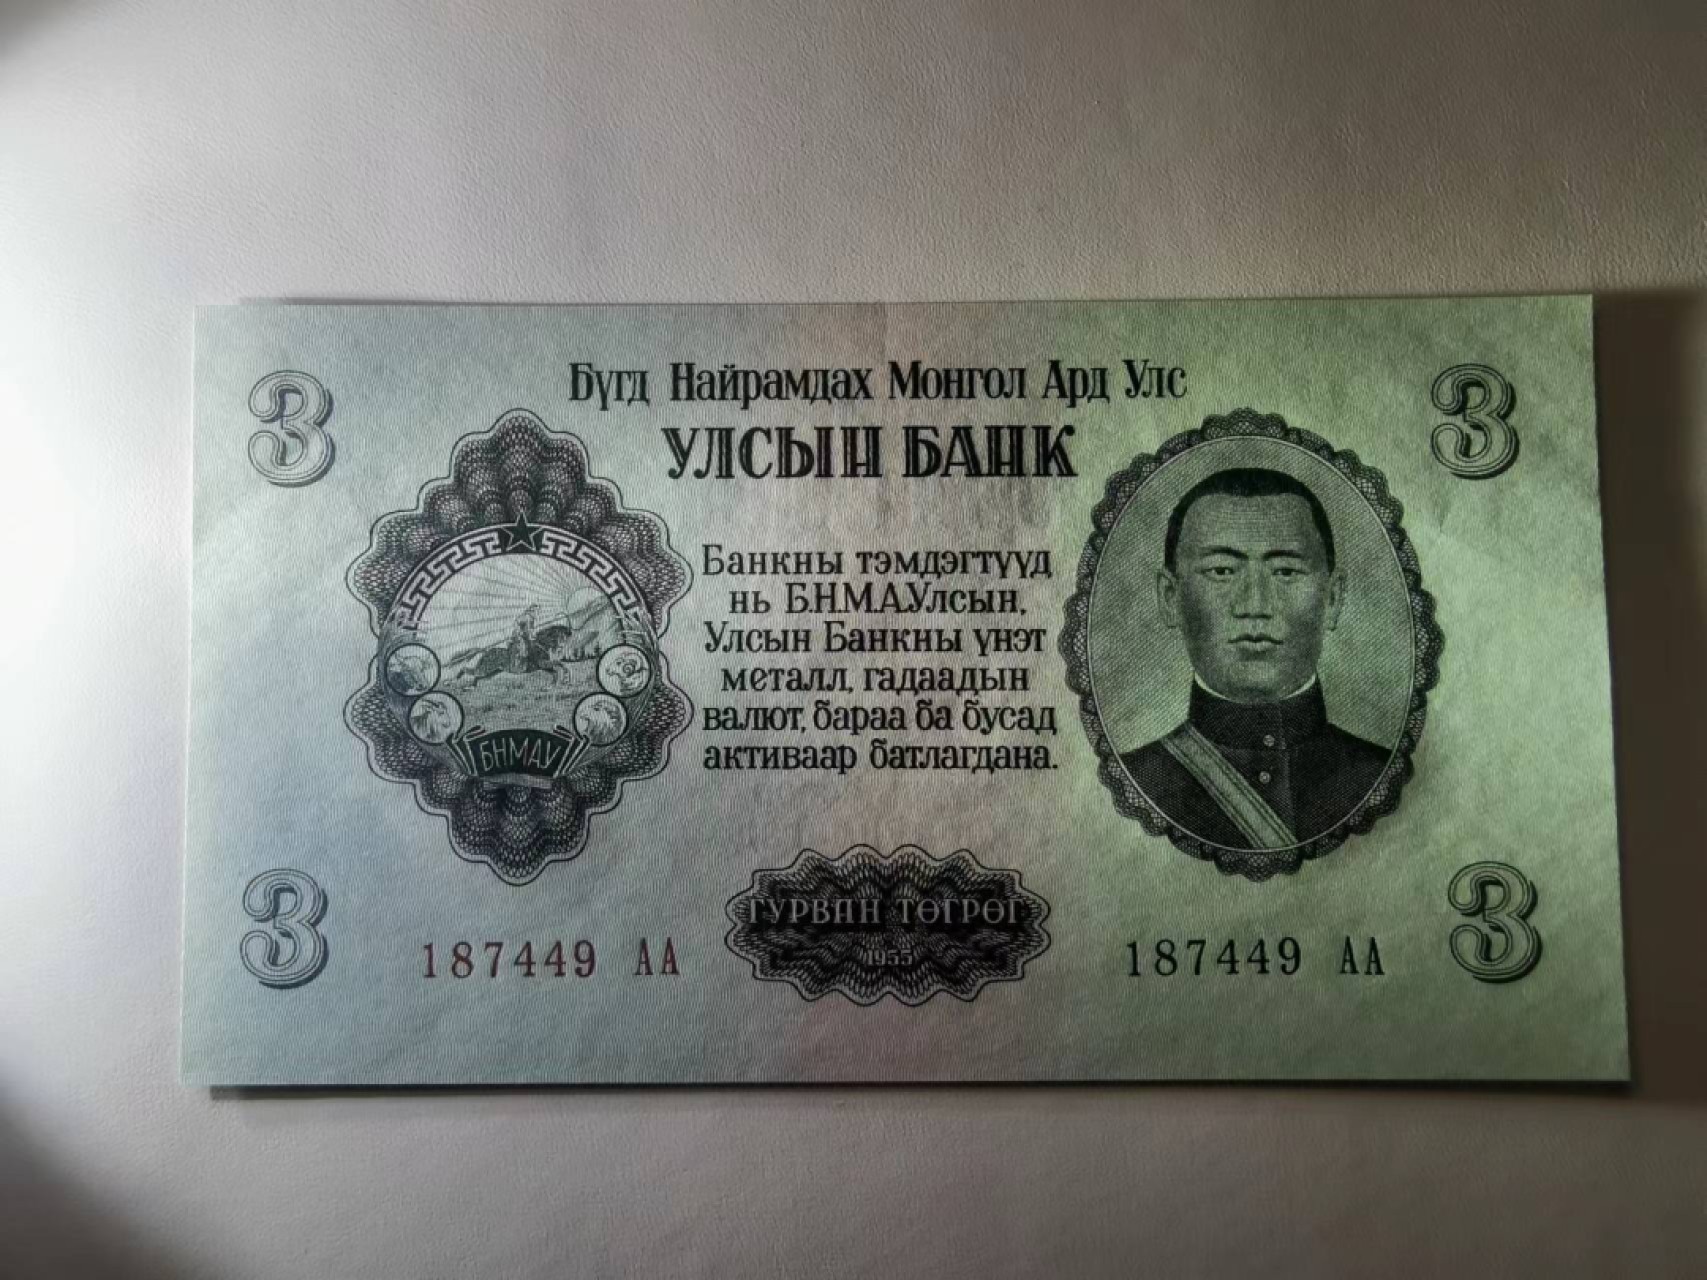 Бүгд Найрамдах Монгол Ард Улс
3
3
УЛСЫН БАНК
Банкны тэмдэгтүүд
нь Б.Н.М.А.Улсын,
Улсын Банкны үнэт
металл, гадаадын
валют, бараа ба бусад
активаар батлагдана.
БНМАУ
ГУРВАН ТӨГРӨГ
1955
3
187449 АА
187449 АА
3